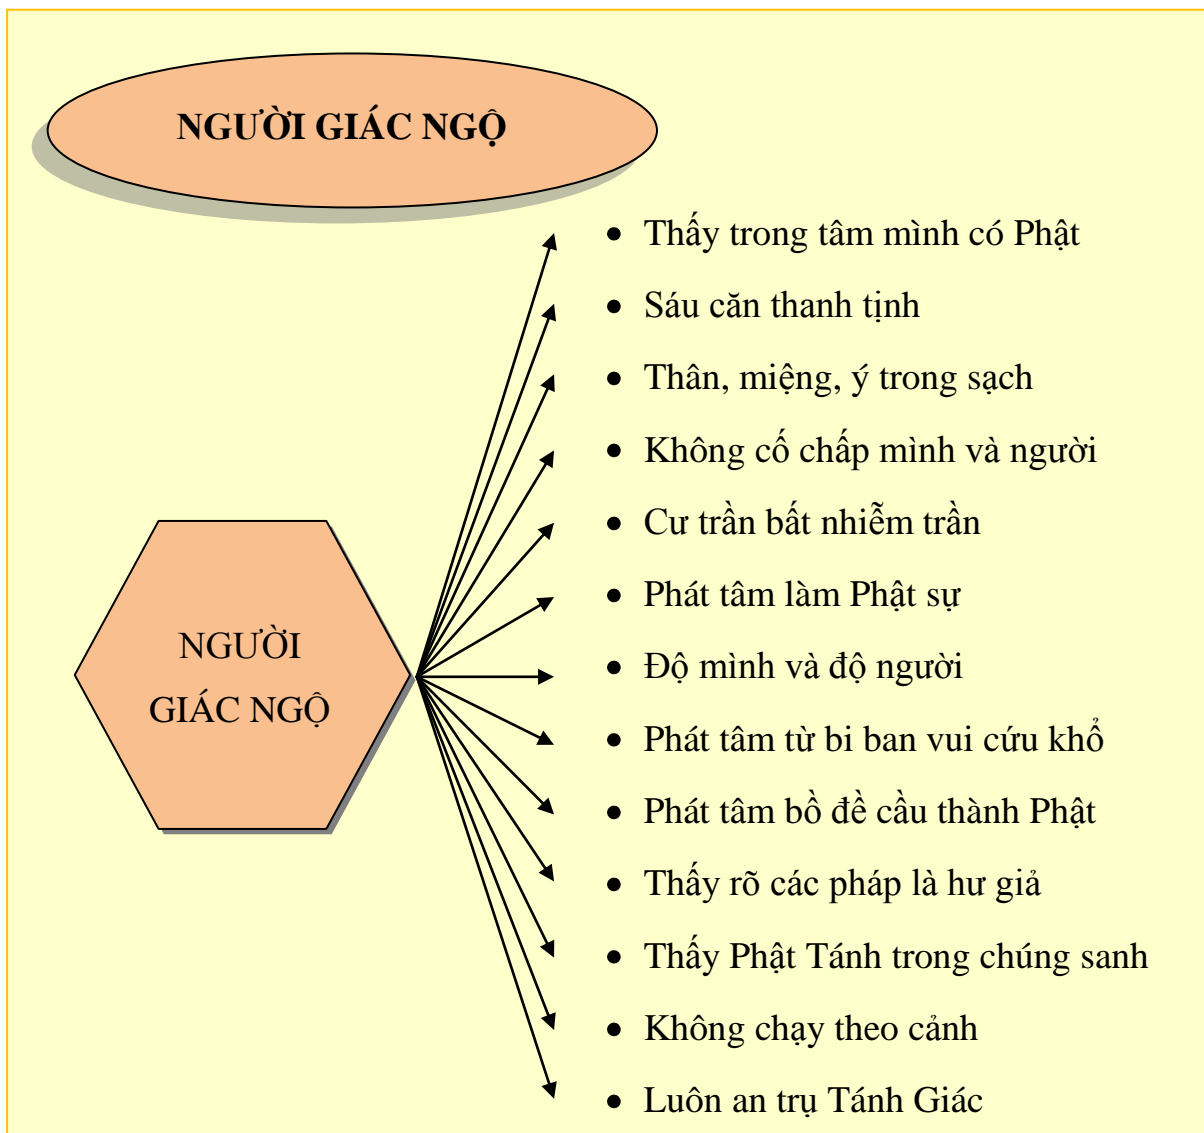 NGƯỜI GIÁC NGỘ
• Thấy trong tâm mình có Phật
• Sáu căn thanh tịnh
• Thân, miệng, ý trong sạch
• Không cố chấp mình và người
• Cư trần bất nhiễm trần
• Phát tâm làm Phật sự
• Độ mình và độ người
• Phát tâm từ bi ban vui cứu khổ
• Phát tâm bồ đề cầu thành Phật
• Thấy rõ các pháp là hư giả
• Thấy Phật Tánh trong chúng sanh
• Không chạy theo cảnh
• Luôn an trụ Tánh Giác
NGƯỜI
GIÁC NGỘ